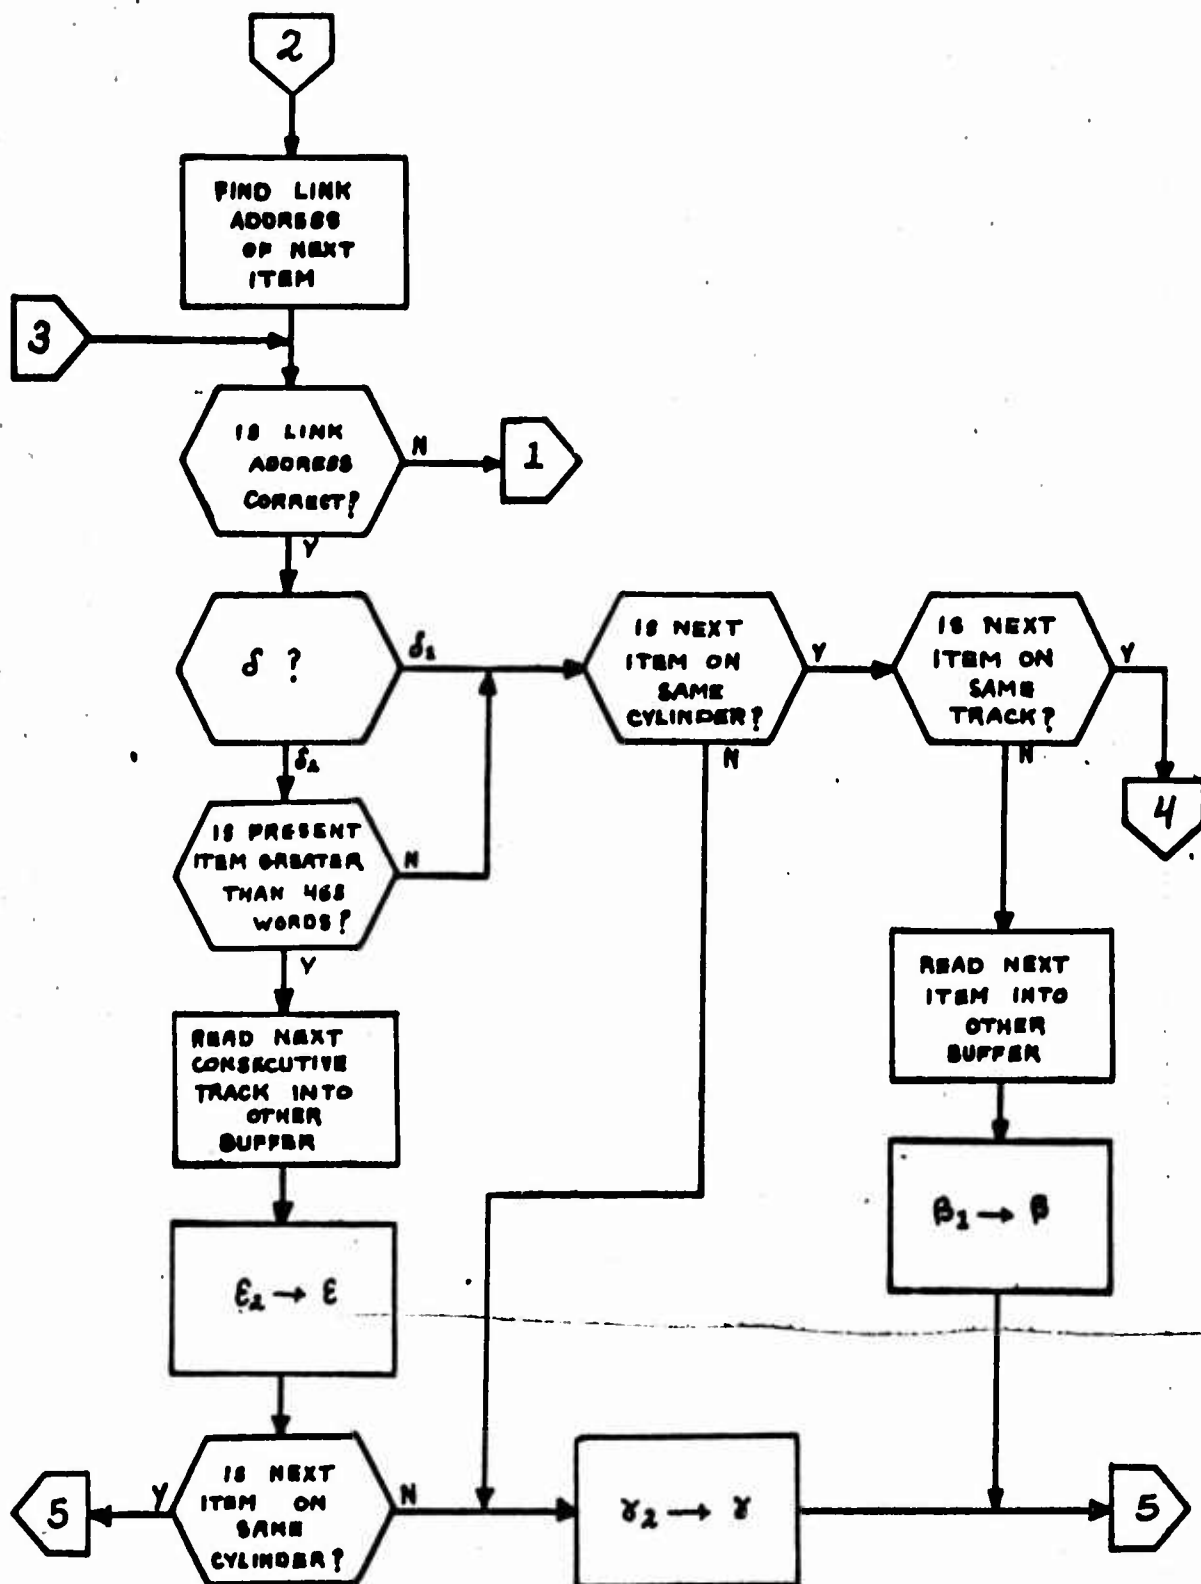 2
FIND LINK
ADDRESS
OF NEXT
ITEM
3
IS LINK
ADDRESS
CORRECT?
N
1
Y
δ ?
δ₁
IS NEXT
ITEM ON
SAME
CYLINDER?
Y
IS NEXT
ITEM ON
SAME
TRACK?
Y
4
N
N
δ₂
IS PRESENT
ITEM GREATER
THAN 465
WORDS?
N
Y
READ NEXT
CONSECUTIVE
TRACK INTO
OTHER
BUFFER
READ NEXT
ITEM INTO
OTHER
BUFFER
β₁ → β
ε₂ → ε
IS NEXT
ITEM ON
SAME
CYLINDER?
Y
5
N
γ₂ → γ
5